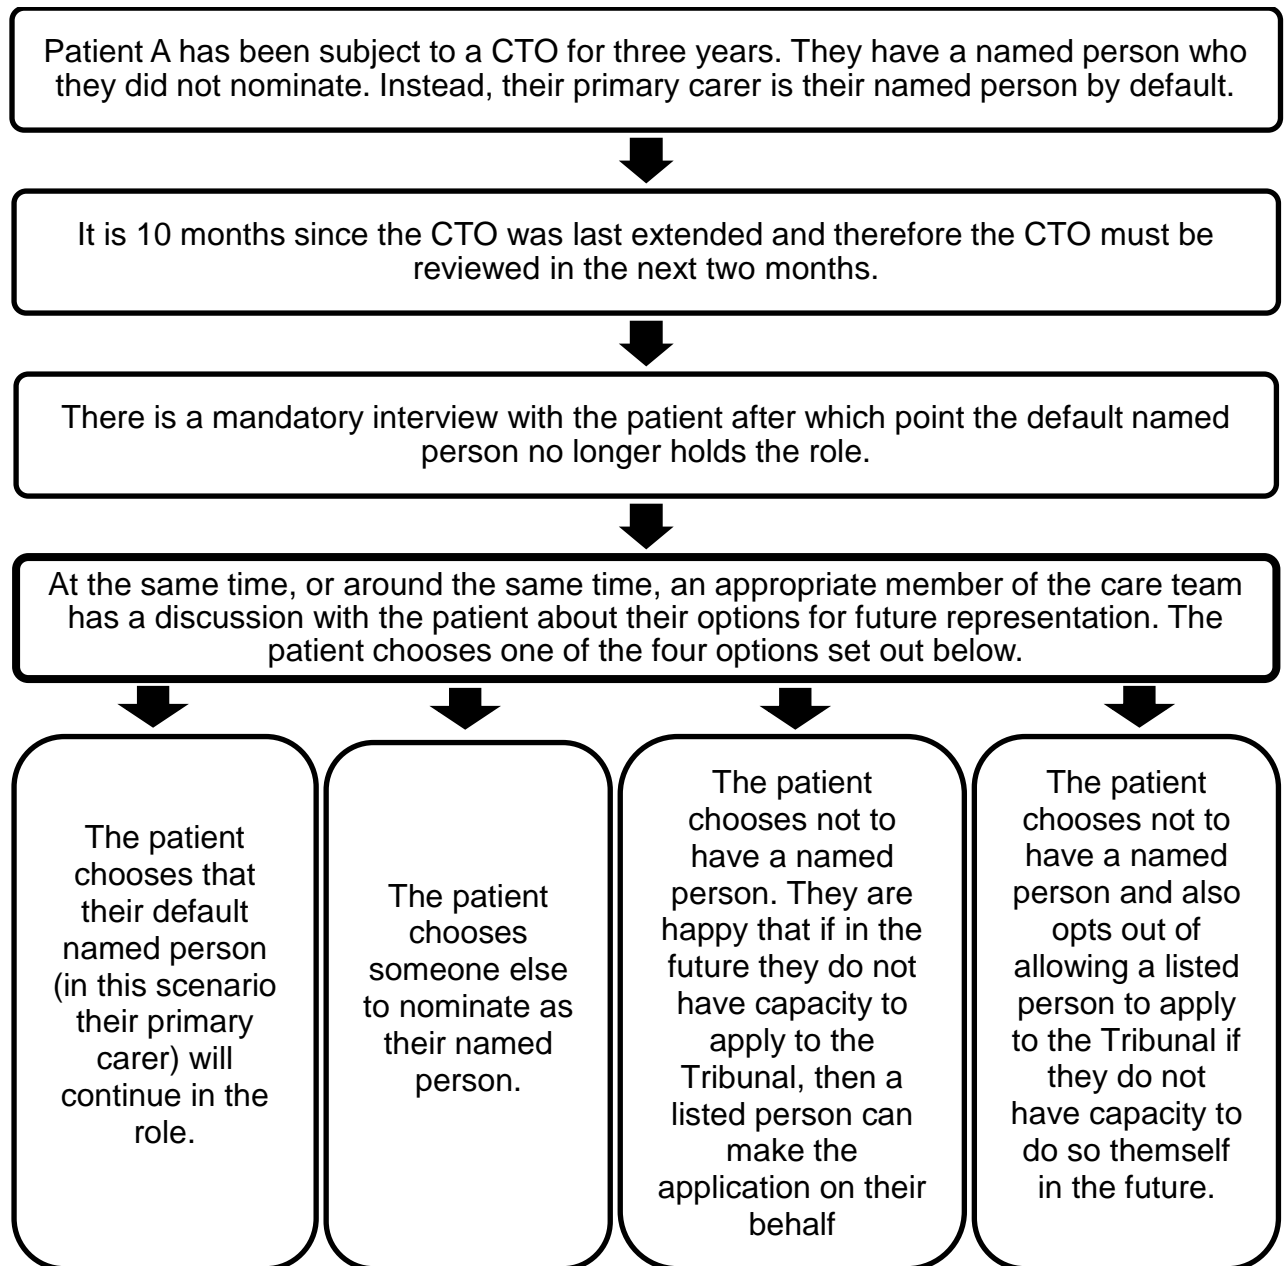 Patient A has been subject to a CTO for three years. They have a named person who
they did not nominate. Instead, their primary carer is their named person by default.
It is 10 months since the CTO was last extended and therefore the CTO must be
reviewed in the next two months.
There is a mandatory interview with the patient after which point the default named
person no longer holds the role.
At the same time, or around the same time, an appropriate member of the care team
has a discussion with the patient about their options for future representation. The
patient chooses one of the four options set out below.
The patient
chooses that
their default
named person
(in this scenario
their primary
carer) will
continue in the
role.
The patient
chooses
someone else
to nominate as
their named
person.
The patient
chooses not to
have a named
person. They are
happy that if in the
future they do not
have capacity to
apply to the
Tribunal, then a
listed person can
make the
application on their
behalf
The patient
chooses not to
have a named
person and also
opts out of
allowing a listed
person to apply
to the Tribunal if
they do not
have capacity to
do so themself
in the future.